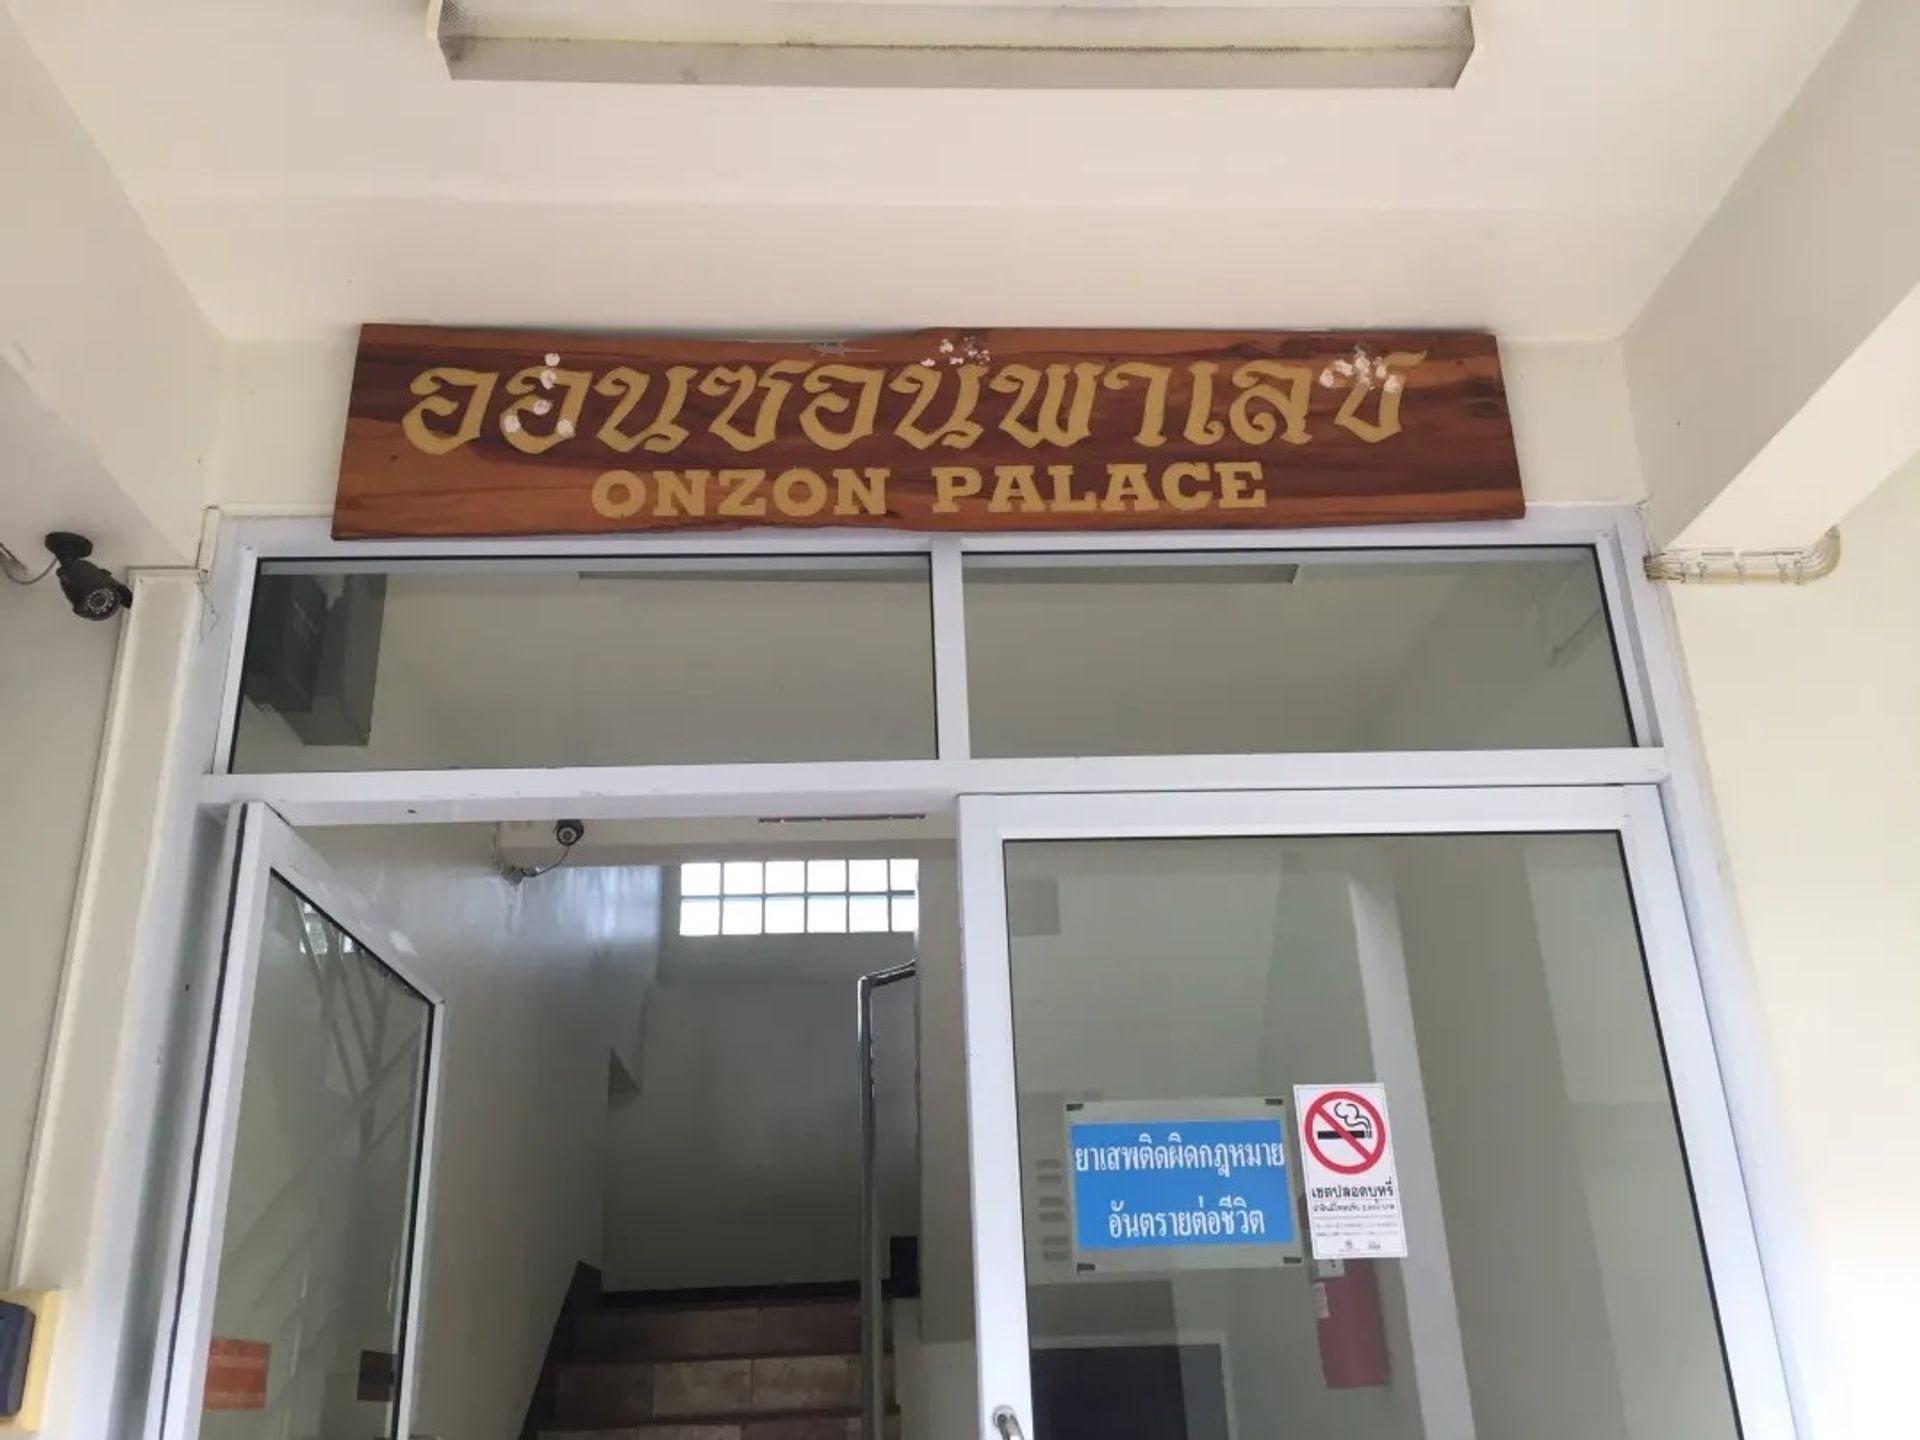 ออนซอนพาเลซ
ONZON PALACE
ยาเสพติดผิดกฎหมาย
อันตรายต่อชีวิต
เขตปลอดบุหรี่